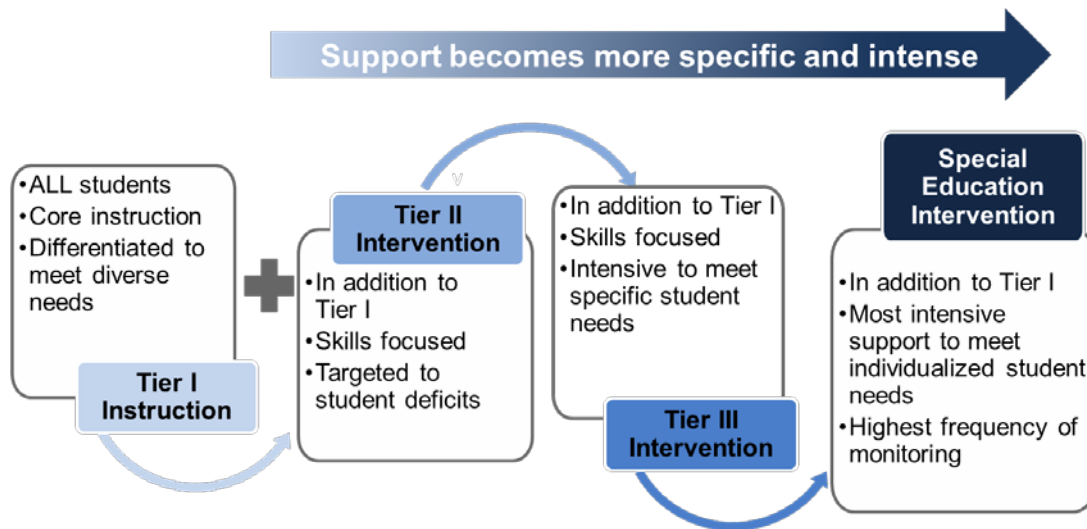 Support becomes more specific and intense
•ALL students
•Core instruction
•Differentiated to
meet diverse
needs
Tier I
Instruction
Tier II
Intervention
•In addition to
Tier I
•Skills focused
•Targeted to
student deficits
•In addition to Tier I
•Skills focused
•Intensive to meet
specific student
needs
Tier III
Intervention
Special
Education
Intervention
•In addition to Tier I
•Most intensive
support to meet
individualized student
needs
•Highest frequency of
monitoring